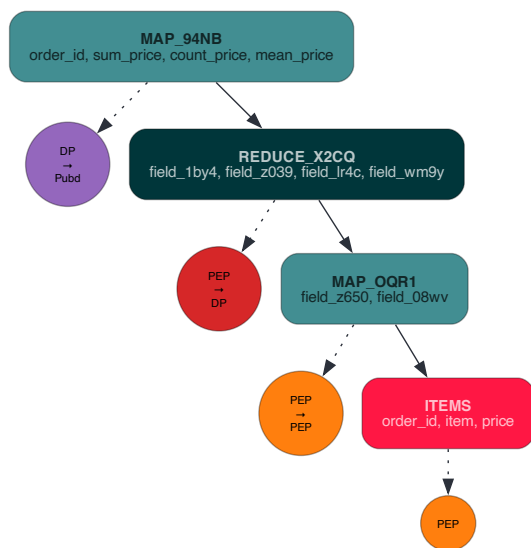 MAP_94NB
order_id, sum_price, count_price, mean_price
DP
→
Pubd
REDUCE_X2CQ
field_1by4, field_z039, field_lr4c, field_wm9y
PEP
→
DP
MAP_OQR1
field_z650, field_08wv
PEP
→
PEP
ITEMS
order_id, item, price
PEP